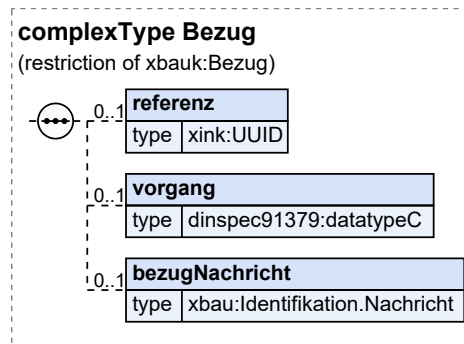 complexType Bezug
(restriction of xbauk:Bezug)
0..1 referenz
type xink:UUID
0..1 vorgang
type dinspec91379:datatypeC
0..1 bezugNachricht
type xbau:Identifikation.Nachricht